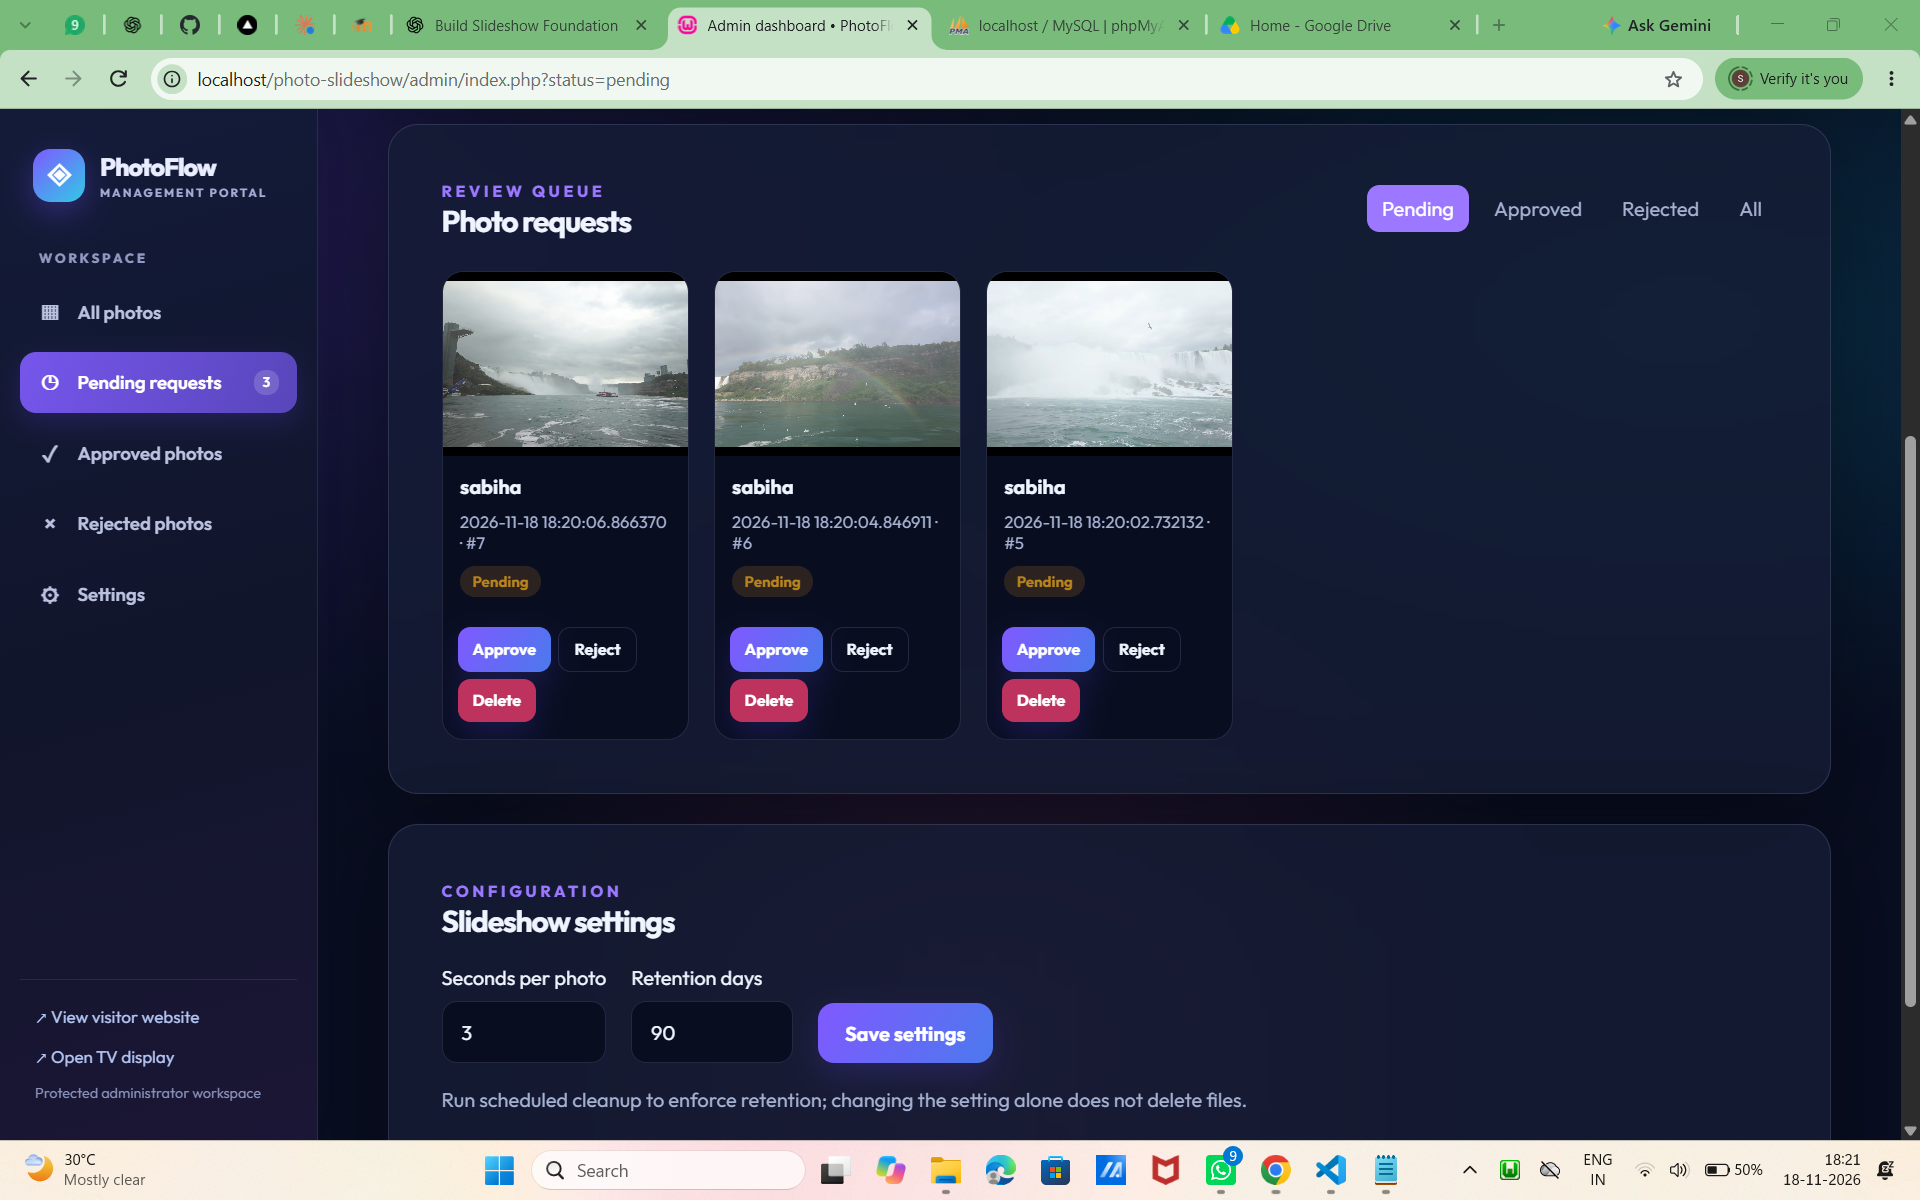 9
Build Slideshow Foundation
Admin dashboard • PhotoFl
localhost / MySQL | phpMyA
PMA
Home - Google Drive
Ask Gemini
localhost/photo-slideshow/admin/index.php?status=pending
S
Verify it's you
PhotoFlow
MANAGEMENT PORTAL
WORKSPACE
All photos
Pending requests 3
Approved photos
Rejected photos
Settings
↗ View visitor website
↗ Open TV display
Protected administrator workspace
REVIEW QUEUE
Photo requests
Pending Approved Rejected All
sabiha
2026-11-18 18:20:06.866370
· #7
Pending
Approve Reject
Delete
sabiha
2026-11-18 18:20:04.846911 ·
#6
Pending
Approve Reject
Delete
sabiha
2026-11-18 18:20:02.732132 ·
#5
Pending
Approve Reject
Delete
CONFIGURATION
Slideshow settings
Seconds per photo Retention days
3 90 Save settings
Run scheduled cleanup to enforce retention; changing the setting alone does not delete files.
30°C
Mostly clear
Search
9
ENG
IN
50%
18:21
18-11-2026